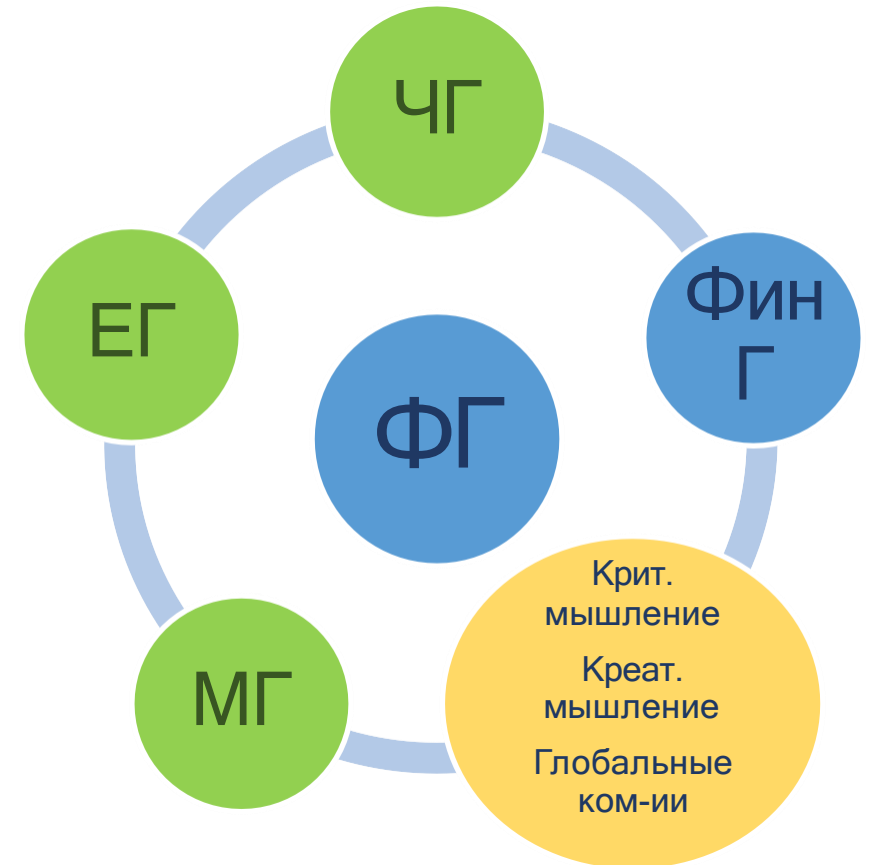 ЧГ
Фин
Г
ЕГ
ФГ
МГ
Крит.
мышление
Креат.
мышление
Глобальные
ком-ии